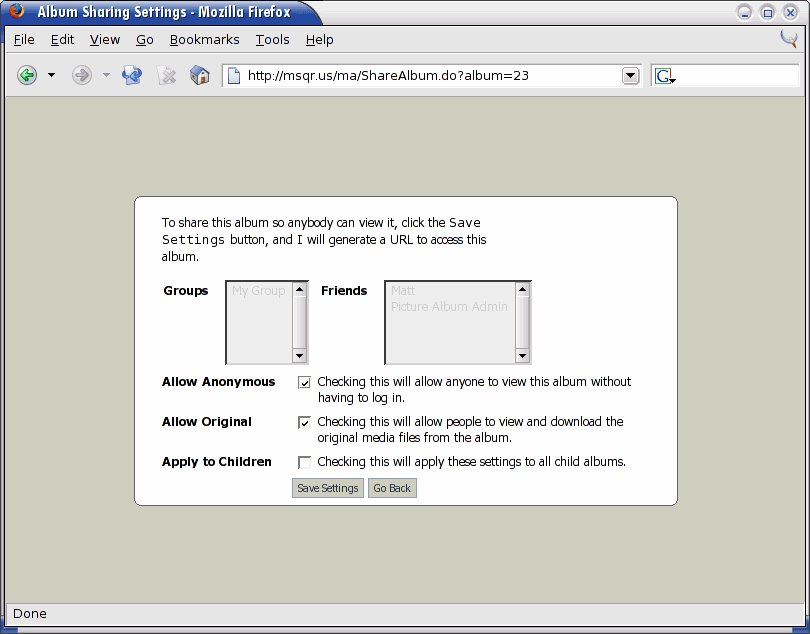 Album Sharing Settings - Mozilla Firefox
File Edit View Go Bookmarks Tools Help
http://msqr.us/ma/ShareAlbum.do?album=23
G
To share this album so anybody can view it, click the Save
Settings button, and I will generate a URL to access this
album.
Groups My Group Friends Matt
Picture Album Admin
Allow Anonymous Checking this will allow anyone to view this album without
having to log in.
Allow Original Checking this will allow people to view and download the
original media files from the album.
Apply to Children Checking this will apply these settings to all child albums.
Save Settings Go Back
Done